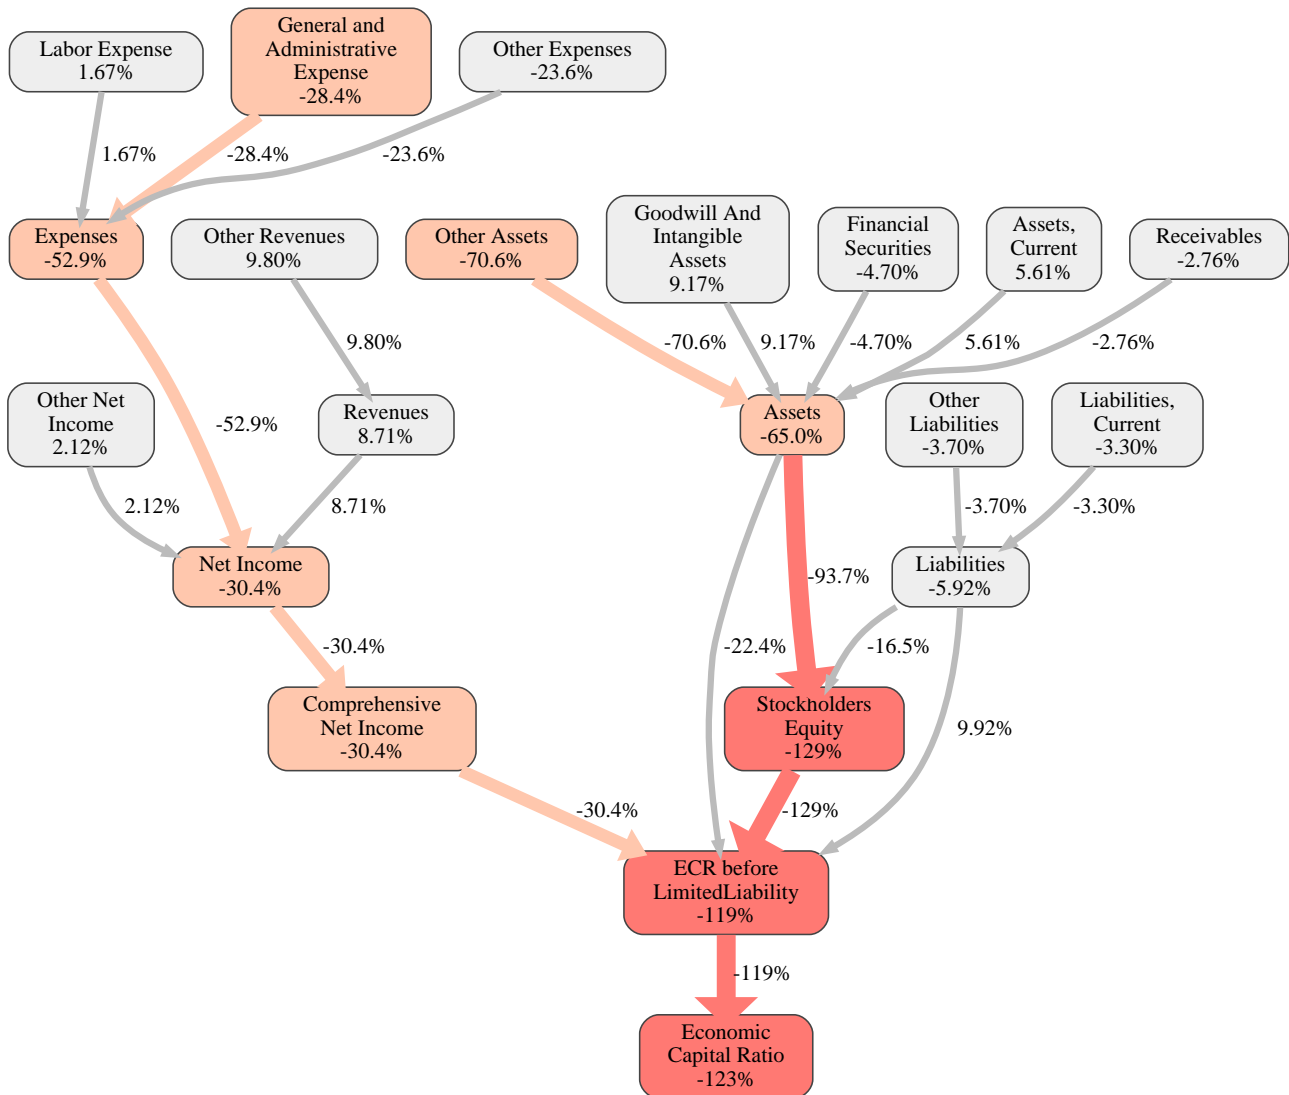 Labor Expense
1.67%
General and
Administrative
Expense
-28.4%
Other Expenses
-23.6%
1.67%
-28.4%
-23.6%
Expenses
-52.9%
Other Revenues
9.80%
Other Assets
-70.6%
Goodwill And
Intangible
Assets
9.17%
Financial
Securities
-4.70%
Assets,
Current
5.61%
Receivables
-2.76%
9.80%
-70.6%
9.17%
-4.70%
5.61%
-2.76%
Other Net
Income
2.12%
-52.9%
Revenues
8.71%
Assets
-65.0%
Other
Liabilities
-3.70%
Liabilities,
Current
-3.30%
2.12%
8.71%
-3.70%
-3.30%
Net Income
-30.4%
-93.7%
Liabilities
-5.92%
-30.4%
-22.4%
-16.5%
Comprehensive
Net Income
-30.4%
Stockholders
Equity
-129%
9.92%
-30.4%
-129%
ECR before
LimitedLiability
-119%
-119%
Economic
Capital Ratio
-123%